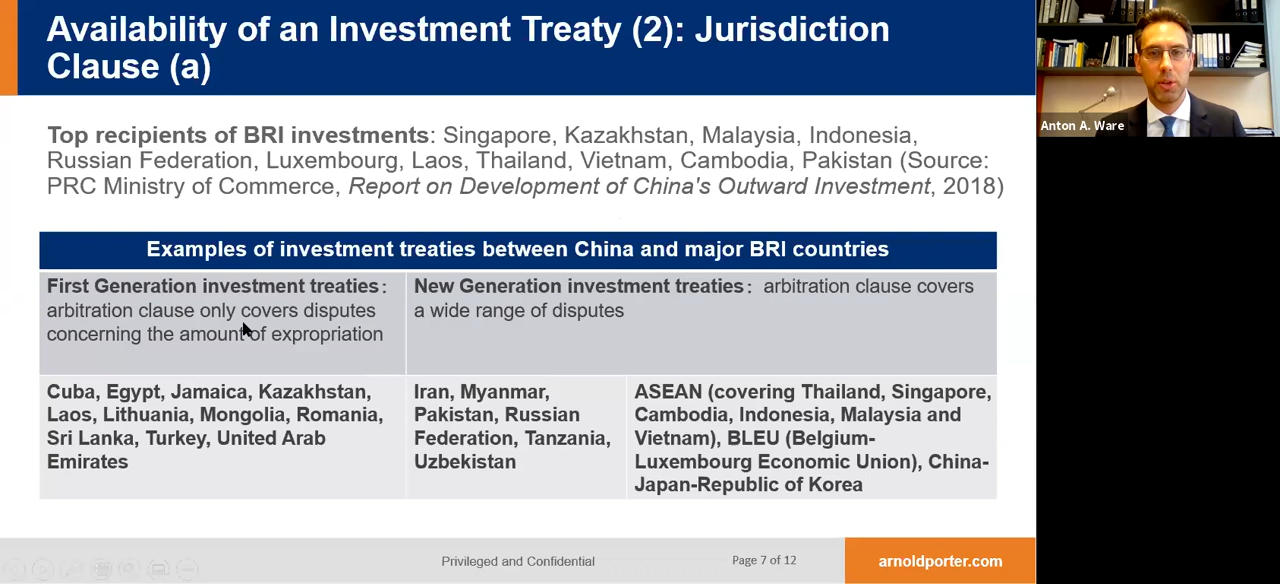 Availability of an Investment Treaty (2): Jurisdiction
Clause (a)
Anton A. Ware
Top recipients of BRI investments: Singapore, Kazakhstan, Malaysia, Indonesia,
Russian Federation, Luxembourg, Laos, Thailand, Vietnam, Cambodia, Pakistan (Source:
PRC Ministry of Commerce, Report on Development of China's Outward Investment, 2018)
Examples of investment treaties between China and major BRI countries
First Generation investment treaties:
arbitration clause only covers disputes
concerning the amount of expropriation
New Generation investment treaties: arbitration clause covers
a wide range of disputes
Cuba, Egypt, Jamaica, Kazakhstan,
Laos, Lithuania, Mongolia, Romania,
Sri Lanka, Turkey, United Arab
Emirates
Iran, Myanmar,
Pakistan, Russian
Federation, Tanzania,
Uzbekistan
ASEAN (covering Thailand, Singapore,
Cambodia, Indonesia, Malaysia and
Vietnam), BLEU (Belgium-
Luxembourg Economic Union), China-
Japan-Republic of Korea
Privileged and Confidential
Page 7 of 12
arnoldporter.com